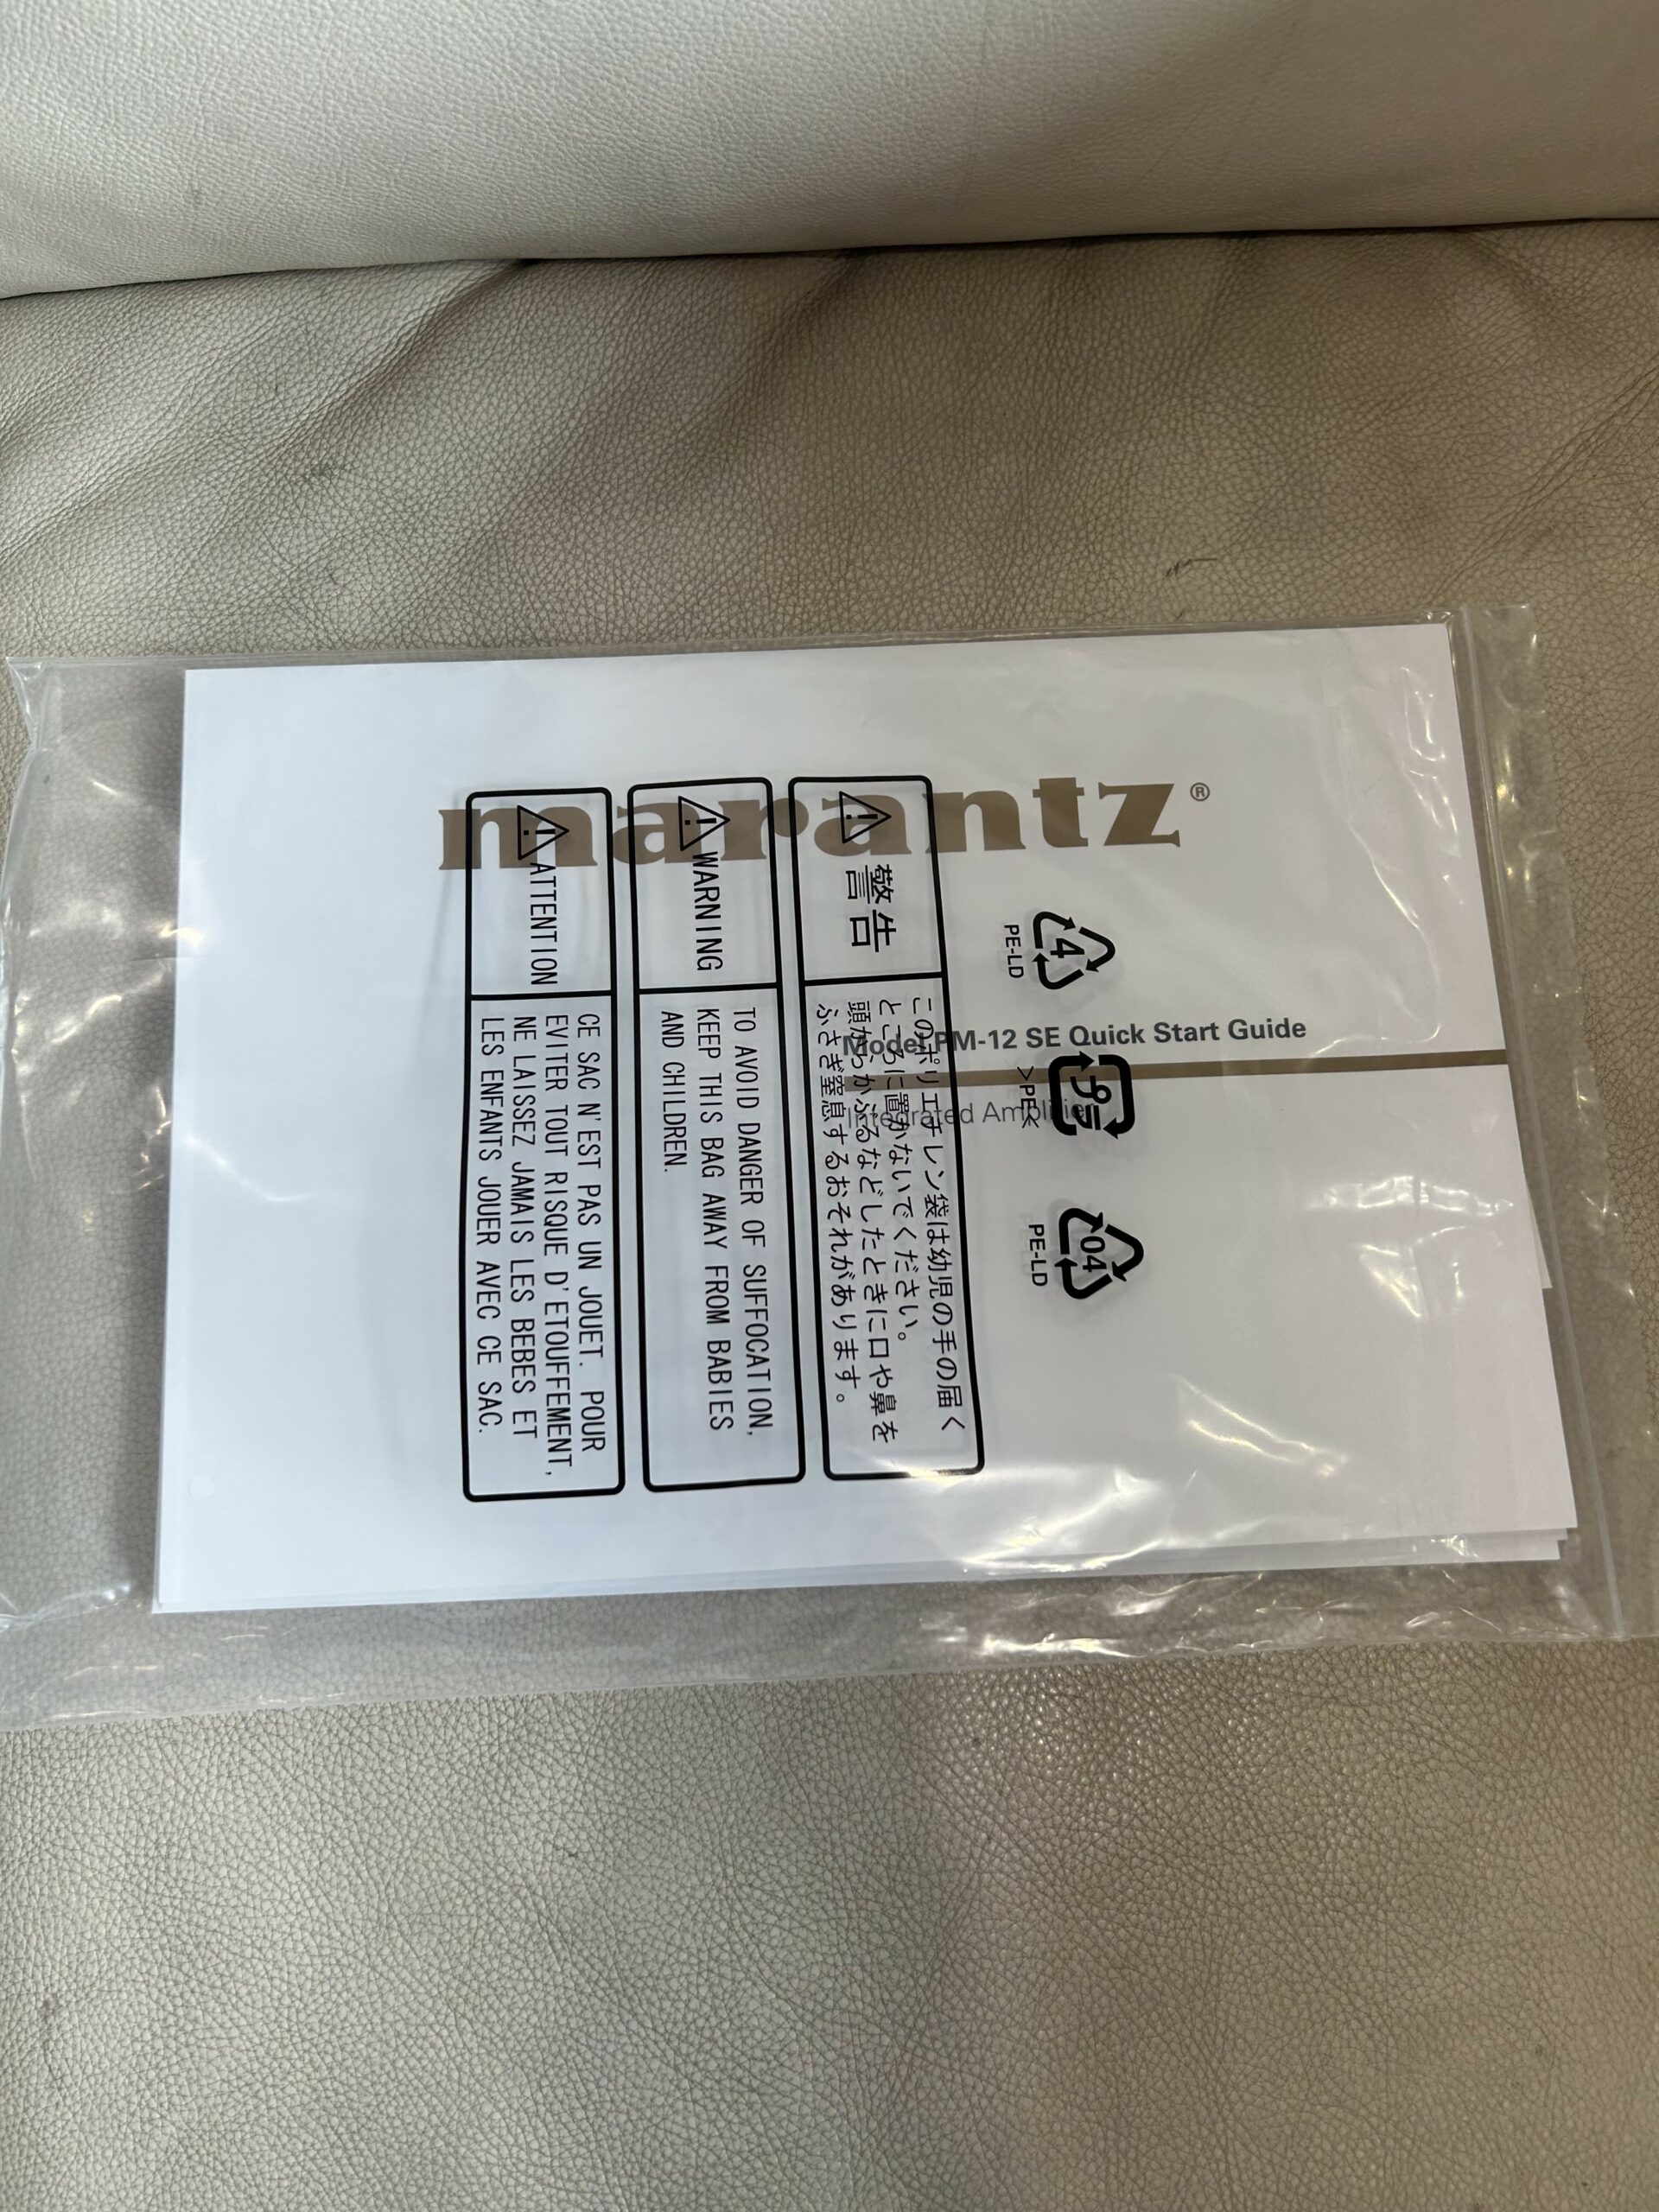 marantz®
Model PM-12 SE Quick Start Guide
Integrated Amplifier
警告
このポリエチレン袋は幼児の手の届く
ところに置かないでください。
頭からかぶるなどしたときに口や鼻を
ふさぎ窒息するおそれがあります。
WARNING
TO AVOID DANGER OF SUFFOCATION,
KEEP THIS BAG AWAY FROM BABIES
AND CHILDREN.
ATTENTION
CE SAC N'EST PAS UN JOUET. POUR
EVITER TOUT RISQUE D'ETOUFFEMENT,
NE LAISSEZ JAMAIS LES BEBES ET
LES ENFANTS JOUER AVEC CE SAC.
4
PE-LD
プラ
>PE<
04
PE-LD